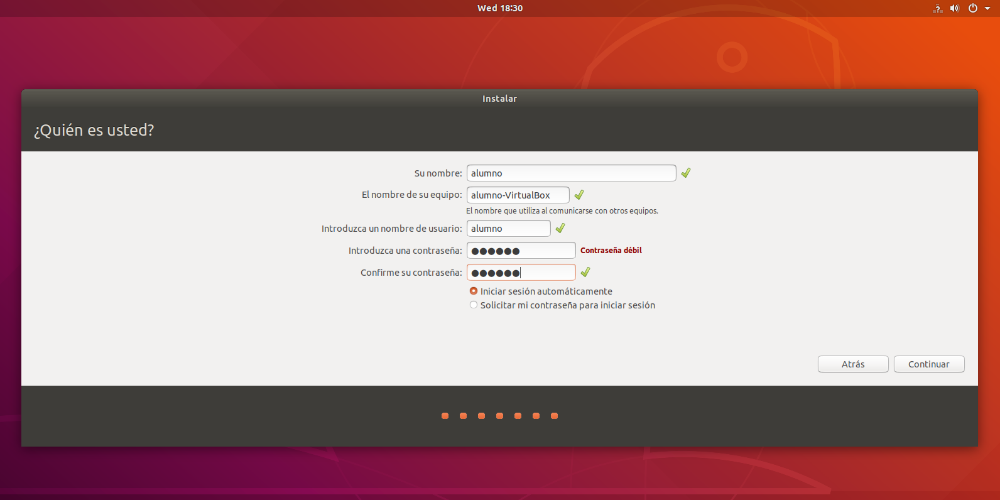 Wed 18:30
Instalar
¿Quién es usted?
Su nombre: alumno
El nombre de su equipo: alumno-VirtualBox
El nombre que utiliza al comunicarse con otros equipos.
Introduzca un nombre de usuario: alumno
Introduzca una contraseña: ●●●●●● Contraseña débil
Confirme su contraseña: ●●●●●●
Iniciar sesión automáticamente
Solicitar mi contraseña para iniciar sesión
Atrás Continuar